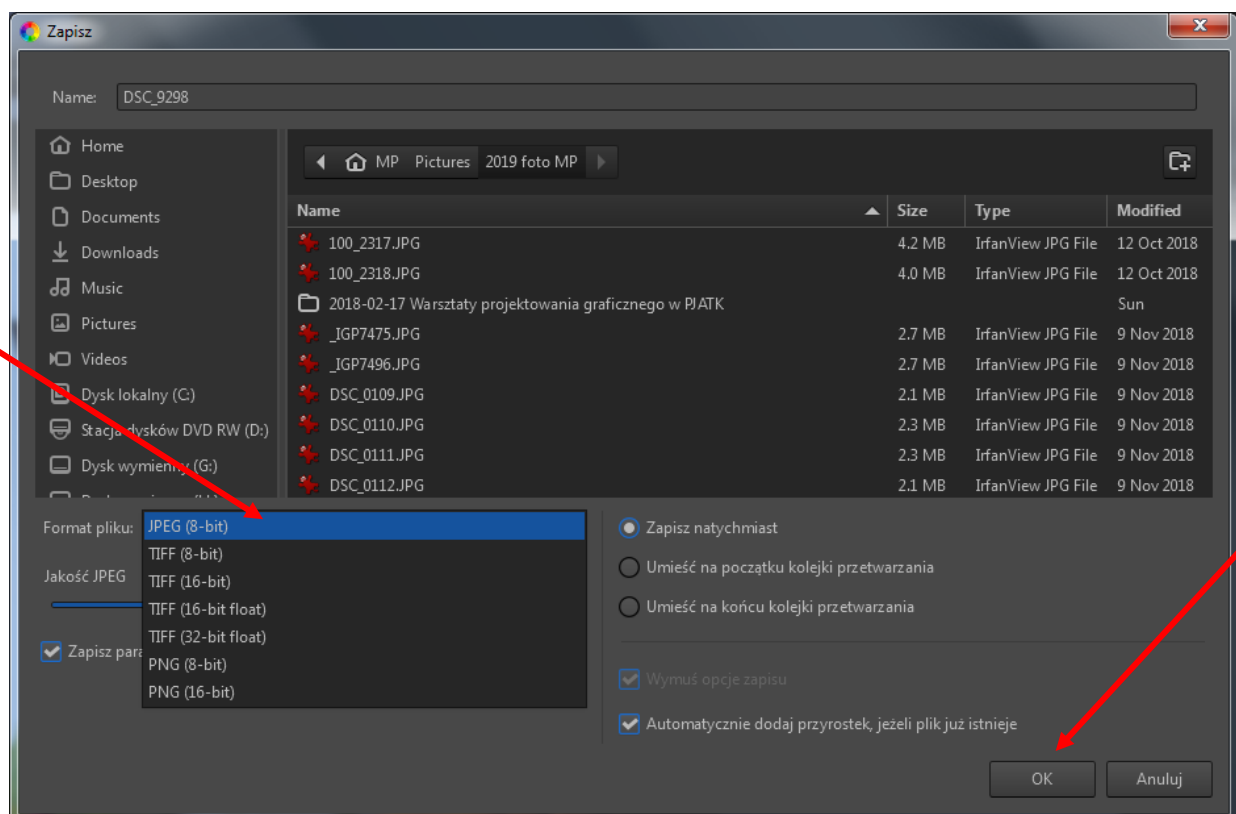 Zapisz
Name: DSC_9298
Home
Desktop
Documents
Downloads
Music
Pictures
Videos
Dysk lokalny (C:)
Stacja dysków DVD RW (D:)
Dysk wymienny (G:)
MP Pictures 2019 foto MP
Name Size Type Modified
100_2317.JPG 4.2 MB IrfanView JPG File 12 Oct 2018
100_2318.JPG 4.0 MB IrfanView JPG File 12 Oct 2018
2018-02-17 Warsztaty projektowania graficznego w PJATK Sun
_IGP7475.JPG 2.7 MB IrfanView JPG File 9 Nov 2018
_IGP7496.JPG 2.7 MB IrfanView JPG File 9 Nov 2018
DSC_0109.JPG 2.1 MB IrfanView JPG File 9 Nov 2018
DSC_0110.JPG 2.3 MB IrfanView JPG File 9 Nov 2018
DSC_0111.JPG 2.3 MB IrfanView JPG File 9 Nov 2018
DSC_0112.JPG 2.1 MB IrfanView JPG File 9 Nov 2018
Format pliku: JPEG (8-bit)
TIFF (8-bit)
TIFF (16-bit)
TIFF (16-bit float)
TIFF (32-bit float)
PNG (8-bit)
PNG (16-bit)
Jakość JPEG
Zapisz para
Zapisz natychmiast
Umieść na początku kolejki przetwarzania
Umieść na końcu kolejki przetwarzania
Wymuś opcje zapisu
Automatycznie dodaj przyrostek, jeżeli plik już istnieje
OK Anuluj